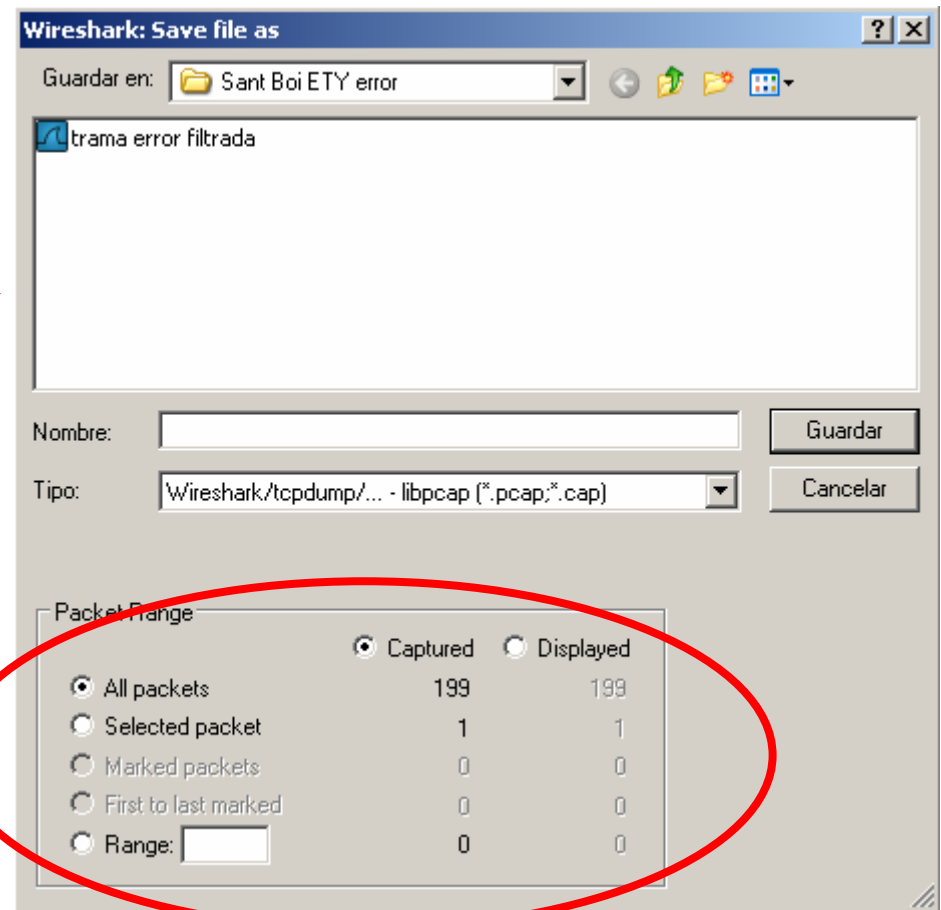 Wireshark: Save file as
Guardar en: Sant Boi ETY error
trama error filtrada
Nombre: Guardar
Tipo: Wireshark/tcpdump/... - libpcap (*.pcap;*.cap) Cancelar
Packet Range
Captured Displayed
All packets 199 199
Selected packet 1 1
Marked packets 0 0
First to last marked 0 0
Range: 0 0